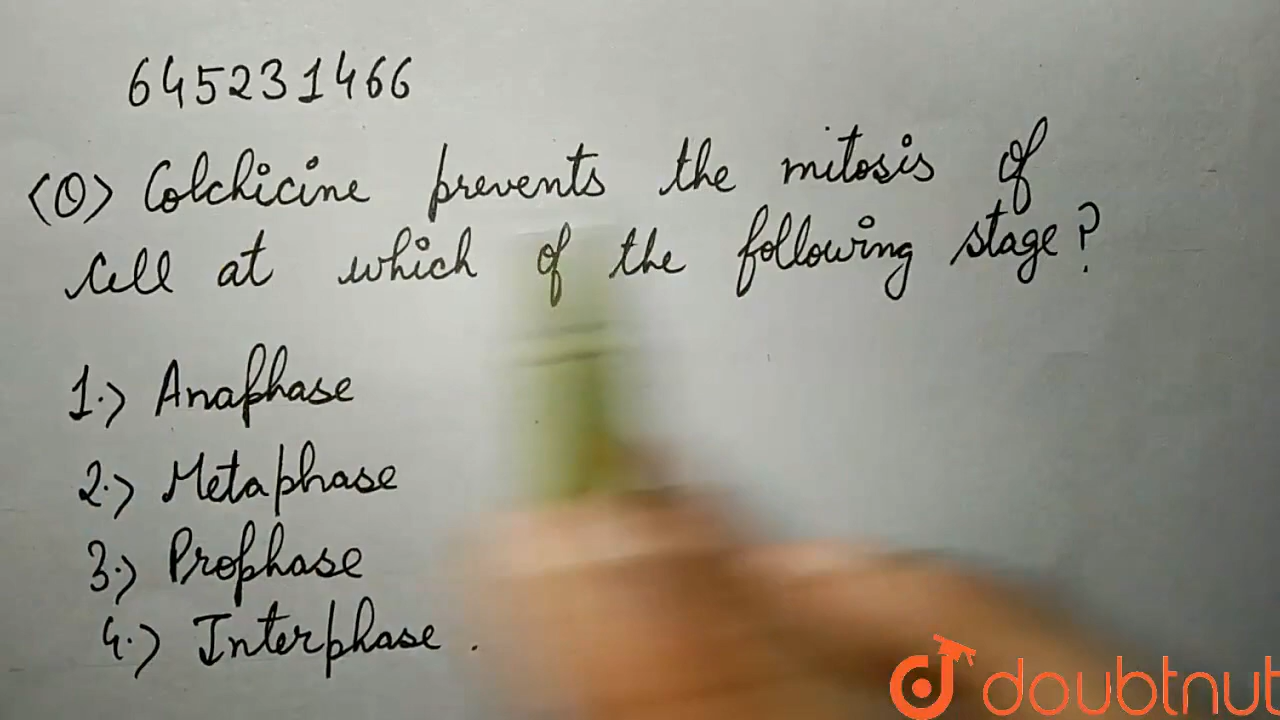 645231466
<Q> Colchicine prevents the mitosis of
cell at which of the following stage?
1.) Anaphase
2.) Metaphase
3.) Prophase
4.) Interphase.
doubtnut